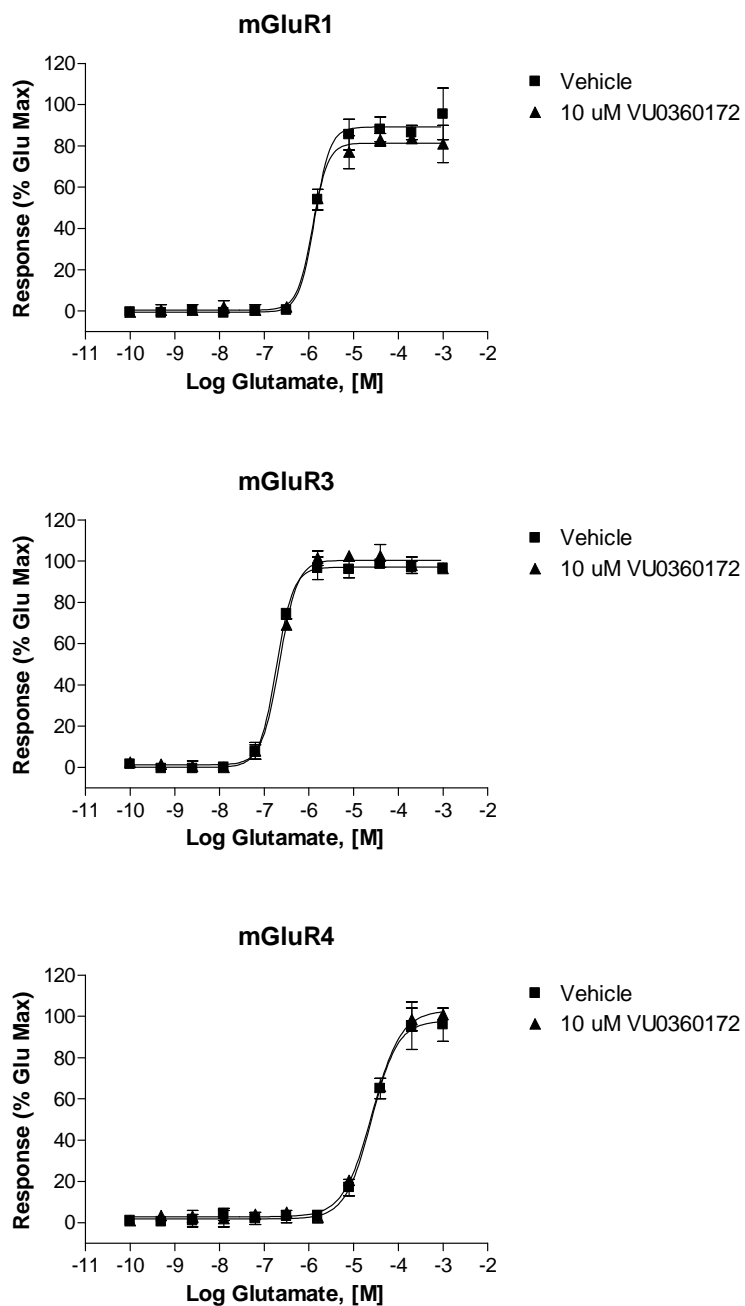 mGluR1
120
100
80
60
40
20
0
Response (% Glu Max)
-11 -10 -9 -8 -7 -6 -5 -4 -3 -2
Log Glutamate, [M]
Vehicle
10 uM VU0360172
mGluR3
120
100
80
60
40
20
0
Response (% Glu Max)
-11 -10 -9 -8 -7 -6 -5 -4 -3 -2
Log Glutamate, [M]
Vehicle
10 uM VU0360172
mGluR4
120
100
80
60
40
20
0
Response (% Glu Max)
-11 -10 -9 -8 -7 -6 -5 -4 -3 -2
Log Glutamate, [M]
Vehicle
10 uM VU0360172